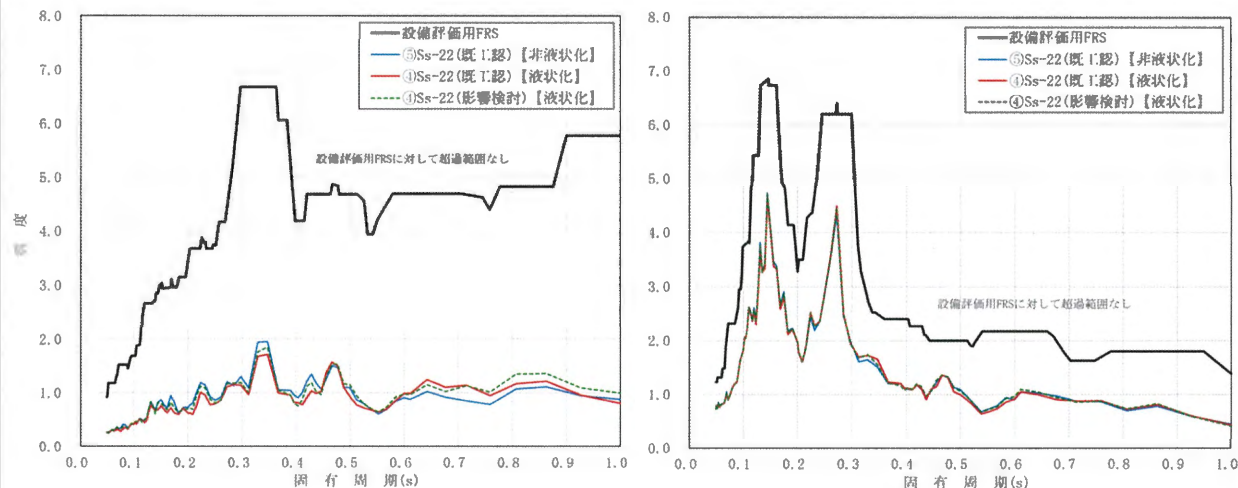 8.0
7.0
6.0
5.0
4.0
3.0
2.0
1.0
0.0
度
設備評価用FRS
⑤Ss-22(既工認)【非液状化】
④Ss-22(既工認)【液状化】
④Ss-22(影響検討)【液状化】
設備評価用FRSに対して超過範囲なし
0.0 0.1 0.2 0.3 0.4 0.5 0.6 0.7 0.8 0.9 1.0
固 有 周 期(s)
8.0
7.0
6.0
5.0
4.0
3.0
2.0
1.0
0.0
設備評価用FRS
⑤Ss-22(既工認)【非液状化】
④Ss-22(既工認)【液状化】
④Ss-22(影響検討)【液状化】
設備評価用FRSに対して超過範囲なし
0.0 0.1 0.2 0.3 0.4 0.5 0.6 0.7 0.8 0.9 1.0
固 有 周 期(s)